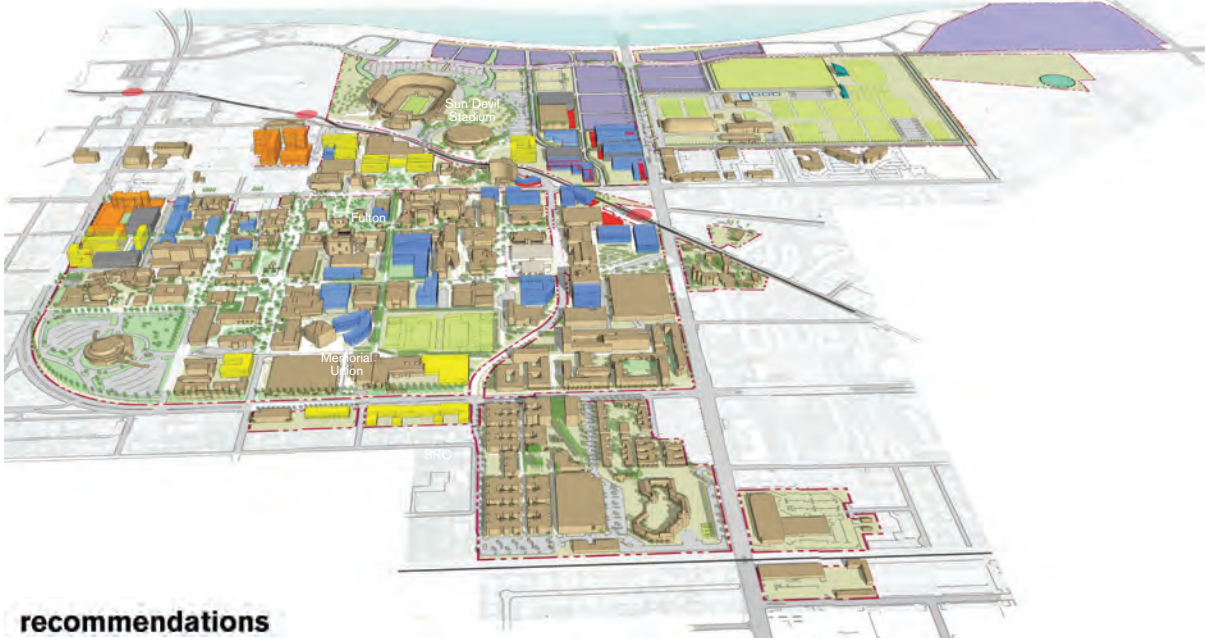 Sun Devil
Stadium
Fulton
Memorial
Union
SRC
recommendations